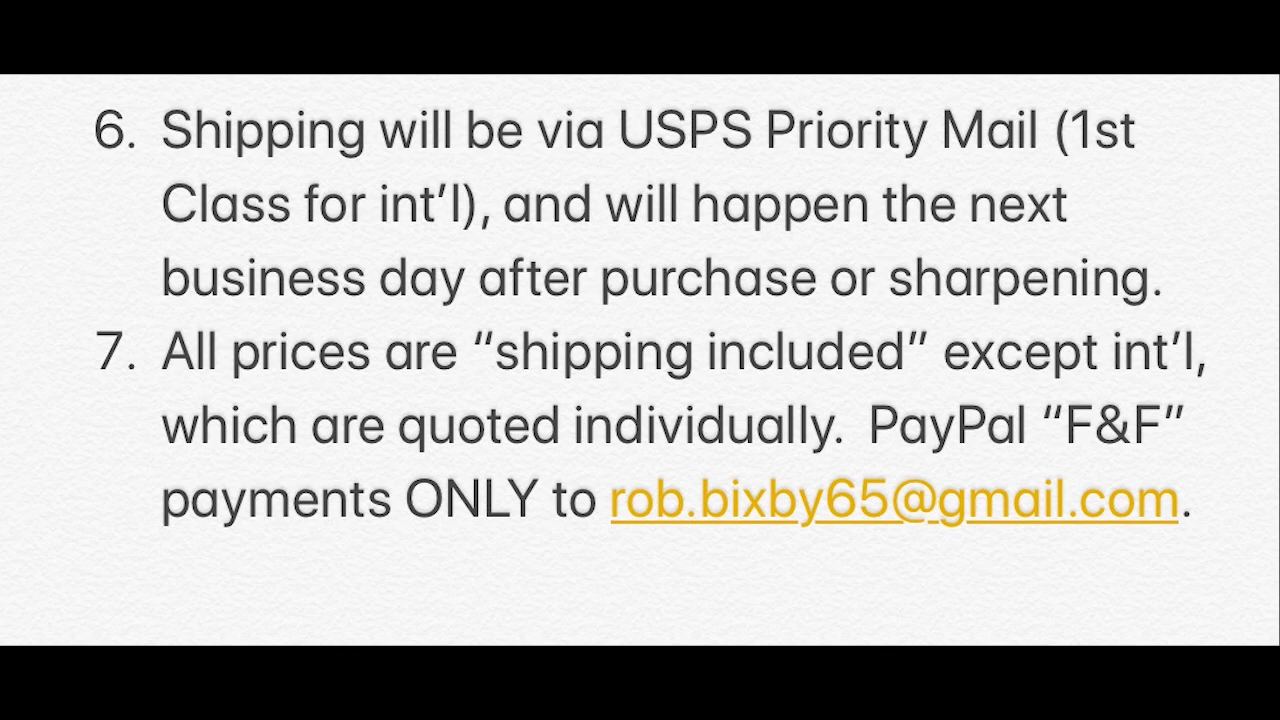 6. Shipping will be via USPS Priority Mail (1st
Class for int’l), and will happen the next
business day after purchase or sharpening.
7. All prices are “shipping included” except int’l,
which are quoted individually.  PayPal “F&F”
payments ONLY to rob.bixby65@gmail.com.